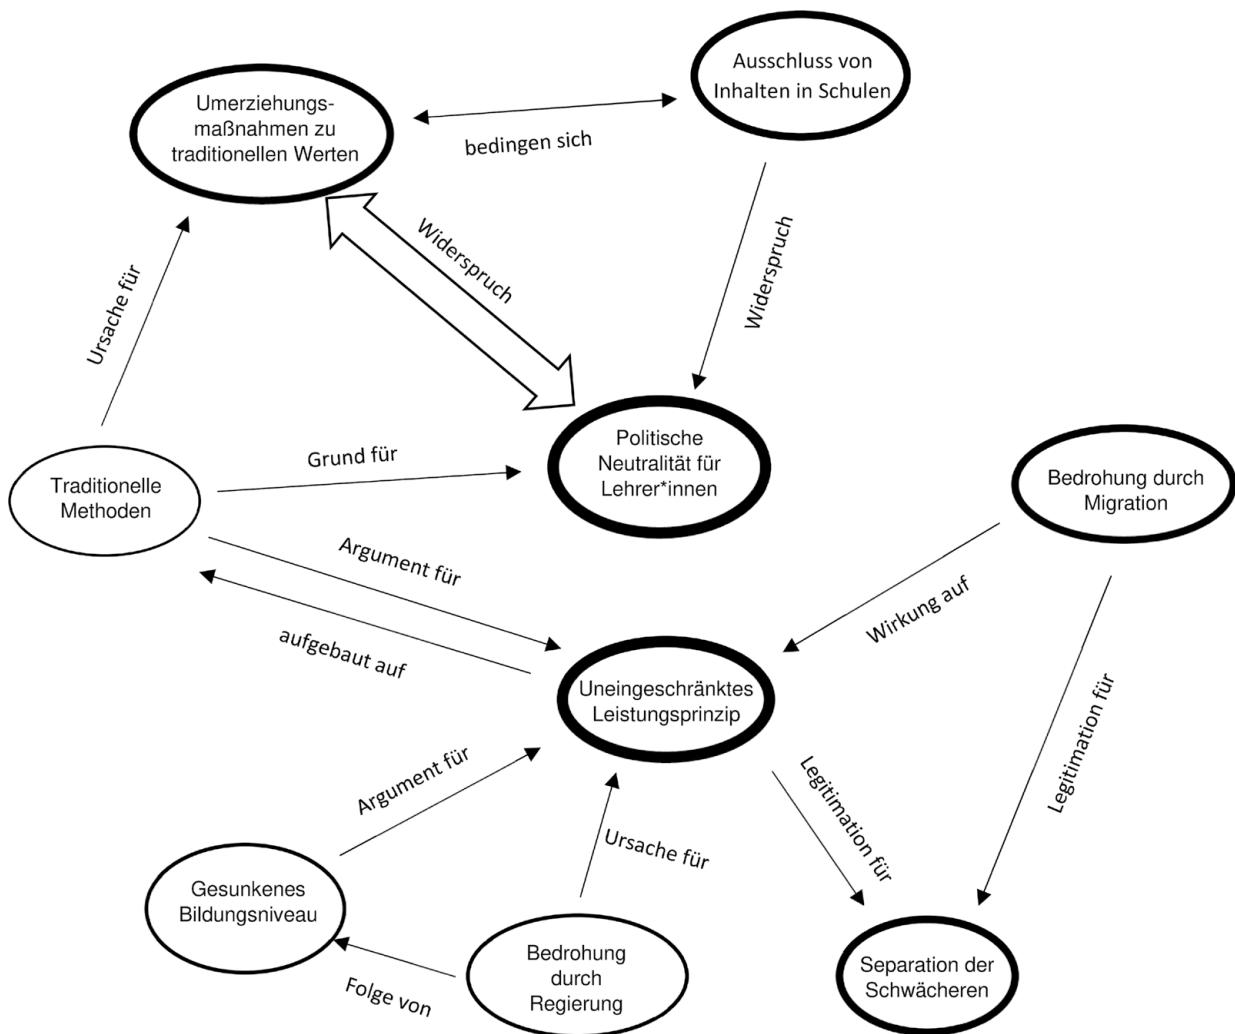 Ausschluss von
Inhalten in Schulen
Umerziehungs-
maßnahmen zu
traditionellen Werten
bedingen sich
Widerspruch
Widerspruch
Ursache für
Politische
Neutralität für
Lehrer*innen
Grund für
Traditionelle
Methoden
Bedrohung durch
Migration
Argument für
aufgebaut auf
Wirkung auf
Uneingeschränktes
Leistungsprinzip
Legitimation für
Argument für
Legitimation für
Ursache für
Gesunkenes
Bildungsniveau
Bedrohung
durch
Regierung
Folge von
Separation der
Schwächeren